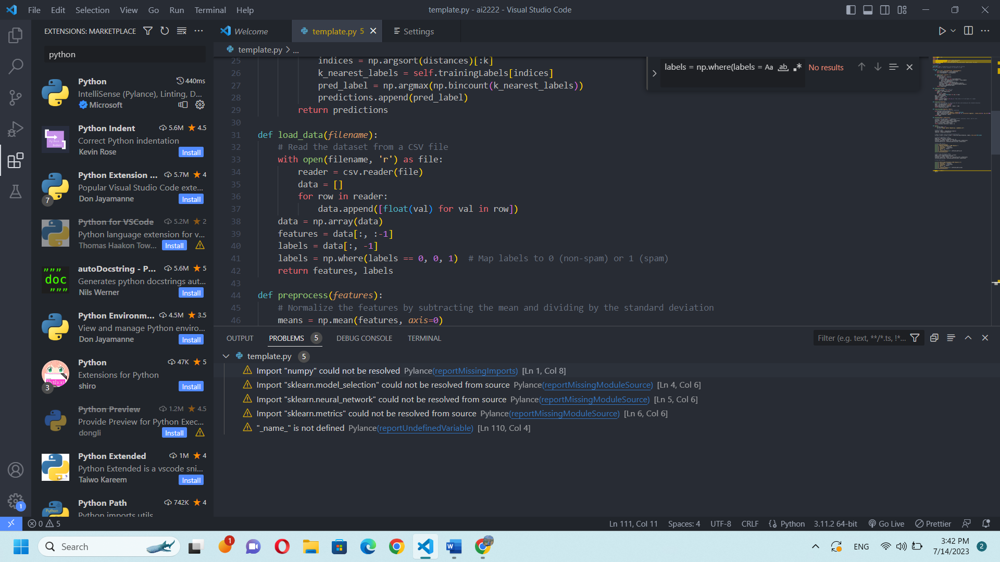 File Edit Selection View Go Run Terminal Help
template.py - ai2222 - Visual Studio Code
EXTENSIONS: MARKETPLACE
python
Python 440ms
IntelliSense (Pylance), Linting, D...
Microsoft
Python Indent 5.6M 4.5
Correct Python indentation
Kevin Rose Install
Python Extension ... 5.7M 4
Popular Visual Studio Code exte...
Don Jayamanne Install
7
Python for VSCode 5.2M 2
Python language extension for v...
Thomas Haakon Tow... Install
autoDocstring - P... 5.6M 5
"""
doc
"""
Generates python docstrings aut...
Nils Werner Install
Python Environm... 4.5M 3.5
View and manage Python enviro...
Don Jayamanne Install
Python 47K 5
Extensions for Python
shiro Install
3
Python Preview 1.2M 4.5
Provide Preview for Python Exec...
dongli Install
Python Extended 1M 4
Python Extended is a vscode sni...
Taiwo Kareem Install
Python Path 742K 4
Python imports utils
1
Welcome template.py 5 Settings
template.py > ...
labels = np.where(labels = Aa ab No results
25 indices = np.argsort(distances)[:k]
26 k_nearest_labels = self.trainingLabels[indices]
27 pred_label = np.argmax(np.bincount(k_nearest_labels))
28 predictions.append(pred_label)
29 return predictions
30
31 def load_data(filename):
32 # Read the dataset from a CSV file
33 with open(filename, 'r') as file:
34 reader = csv.reader(file)
35 data = []
36 for row in reader:
37 data.append([float(val) for val in row])
38 data = np.array(data)
39 features = data[:, :-1]
40 labels = data[:, -1]
41 labels = np.where(labels == 0, 0, 1) # Map labels to 0 (non-spam) or 1 (spam)
42 return features, labels
43
44 def preprocess(features):
45 # Normalize the features by subtracting the mean and dividing by the standard deviation
46 means = np.mean(features, axis=0)
OUTPUT PROBLEMS 5 DEBUG CONSOLE TERMINAL
Filter (e.g. text, **/*.ts, !*...
template.py 5
Import "numpy" could not be resolved Pylance(reportMissingImports) [Ln 1, Col 8]
Import "sklearn.model_selection" could not be resolved from source Pylance(reportMissingModuleSource) [Ln 4, Col 6]
Import "sklearn.neural_network" could not be resolved from source Pylance(reportMissingModuleSource) [Ln 5, Col 6]
Import "sklearn.metrics" could not be resolved from source Pylance(reportMissingModuleSource) [Ln 6, Col 6]
"_name_" is not defined Pylance(reportUndefinedVariable) [Ln 110, Col 4]
0 5
Ln 111, Col 11 Spaces: 4 UTF-8 CRLF Python 3.11.2 64-bit Go Live Prettier
Search
1
ENG
3:42 PM
7/14/2023
2